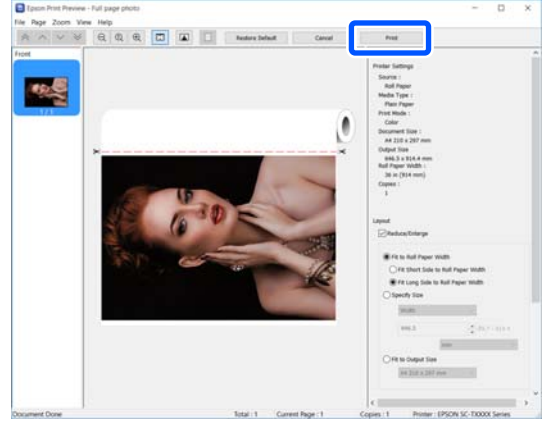 Epson Print Preview - Full page photo
File Page Zoom View Help
Restore Default Cancel Print
Front
1 / 1
Printer Settings
Source :
Roll Paper
Media Type :
Plain Paper
Print Mode :
Color
Document Size :
A4 210 x 297 mm
Output Size
646.5 x 914.4 mm
Roll Paper Width :
36 in (914 mm)
Copies :
1
Layout
Reduce/Enlarge
Fit to Roll Paper Width
Fit Short Side to Roll Paper Width
Fit Long Side to Roll Paper Width
Specify Size
Width
646.5
mm
Fit to Output Size
A4 210 x 297 mm
Document Done Total : 1 Current Page : 1 Copies : 1 Printer : EPSON SC-TXXXX Series